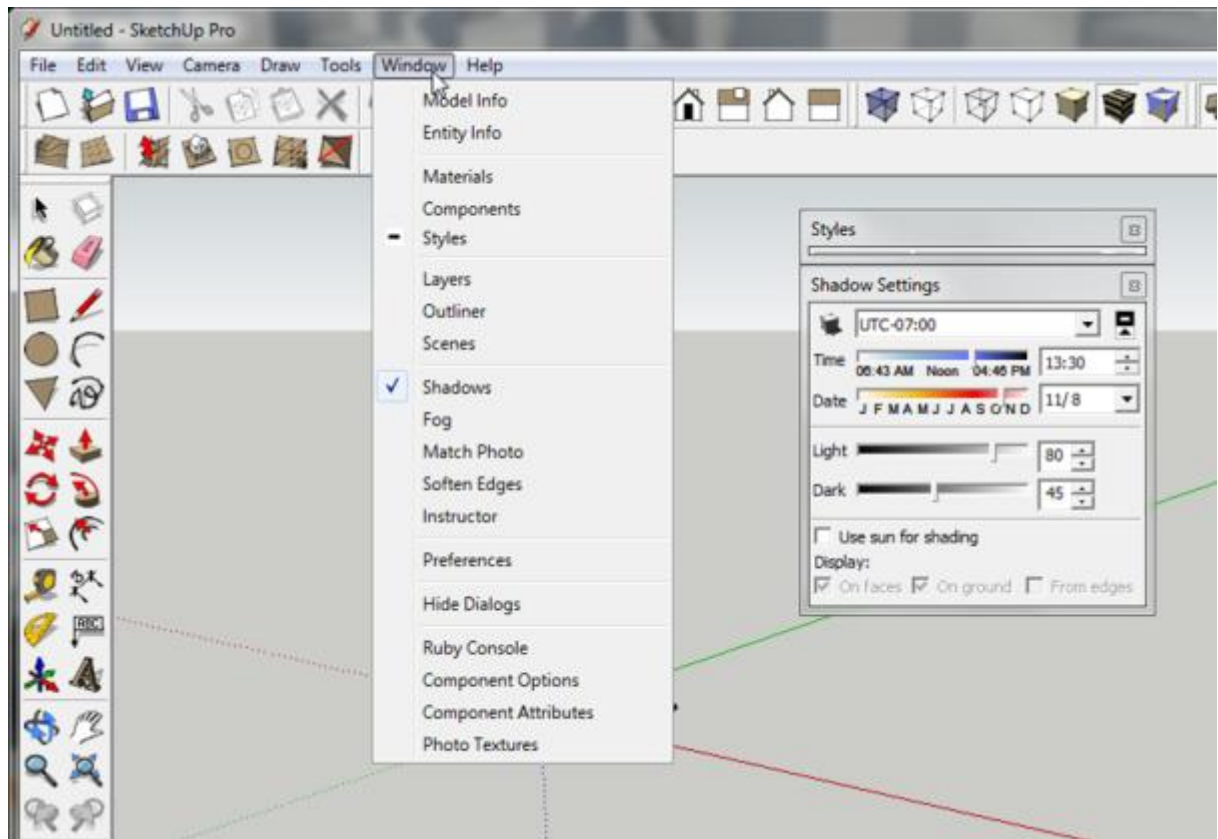 Untitled - SketchUp Pro
File Edit View Camera Draw Tools Window Help
Model Info
Entity Info
Materials
Components
Styles
Layers
Outliner
Scenes
Shadows
Fog
Match Photo
Soften Edges
Instructor
Preferences
Hide Dialogs
Ruby Console
Component Options
Component Attributes
Photo Textures
ABC
Styles
Shadow Settings
UTC-07:00
Time 06:43 AM Noon 04:46 PM 13:30
Date J F M A M J J A S O N D 11/ 8
Light 80
Dark 45
Use sun for shading
Display:
On faces On ground From edges